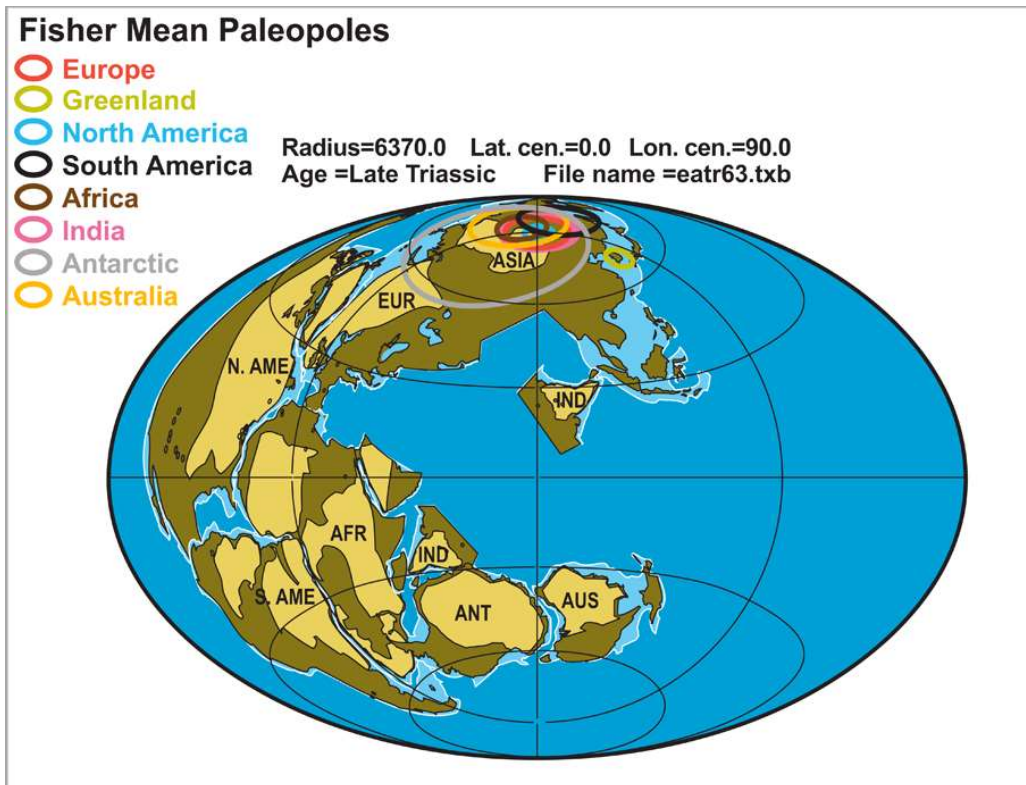 Fisher Mean Paleopoles
Europe
Greenland
North America
South America
Africa
India
Antarctic
Australia
Radius=6370.0 Lat. cen.=0.0 Lon. cen.=90.0
Age =Late Triassic File name =eatr63.txb
ASIA
EUR
N. AME
IND
AFR
IND
S. AME
ANT
AUS